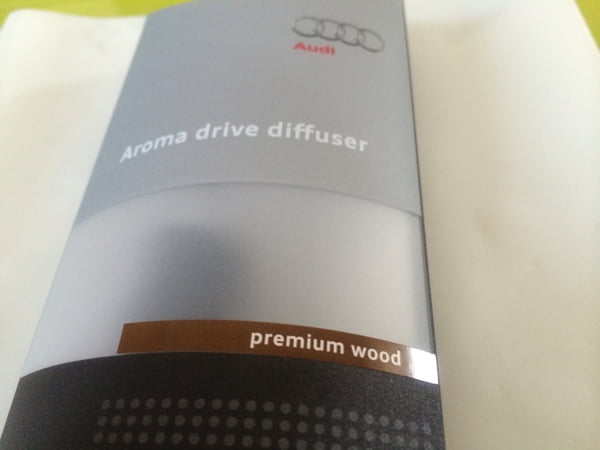 Audi
Aroma drive diffuser
premium wood